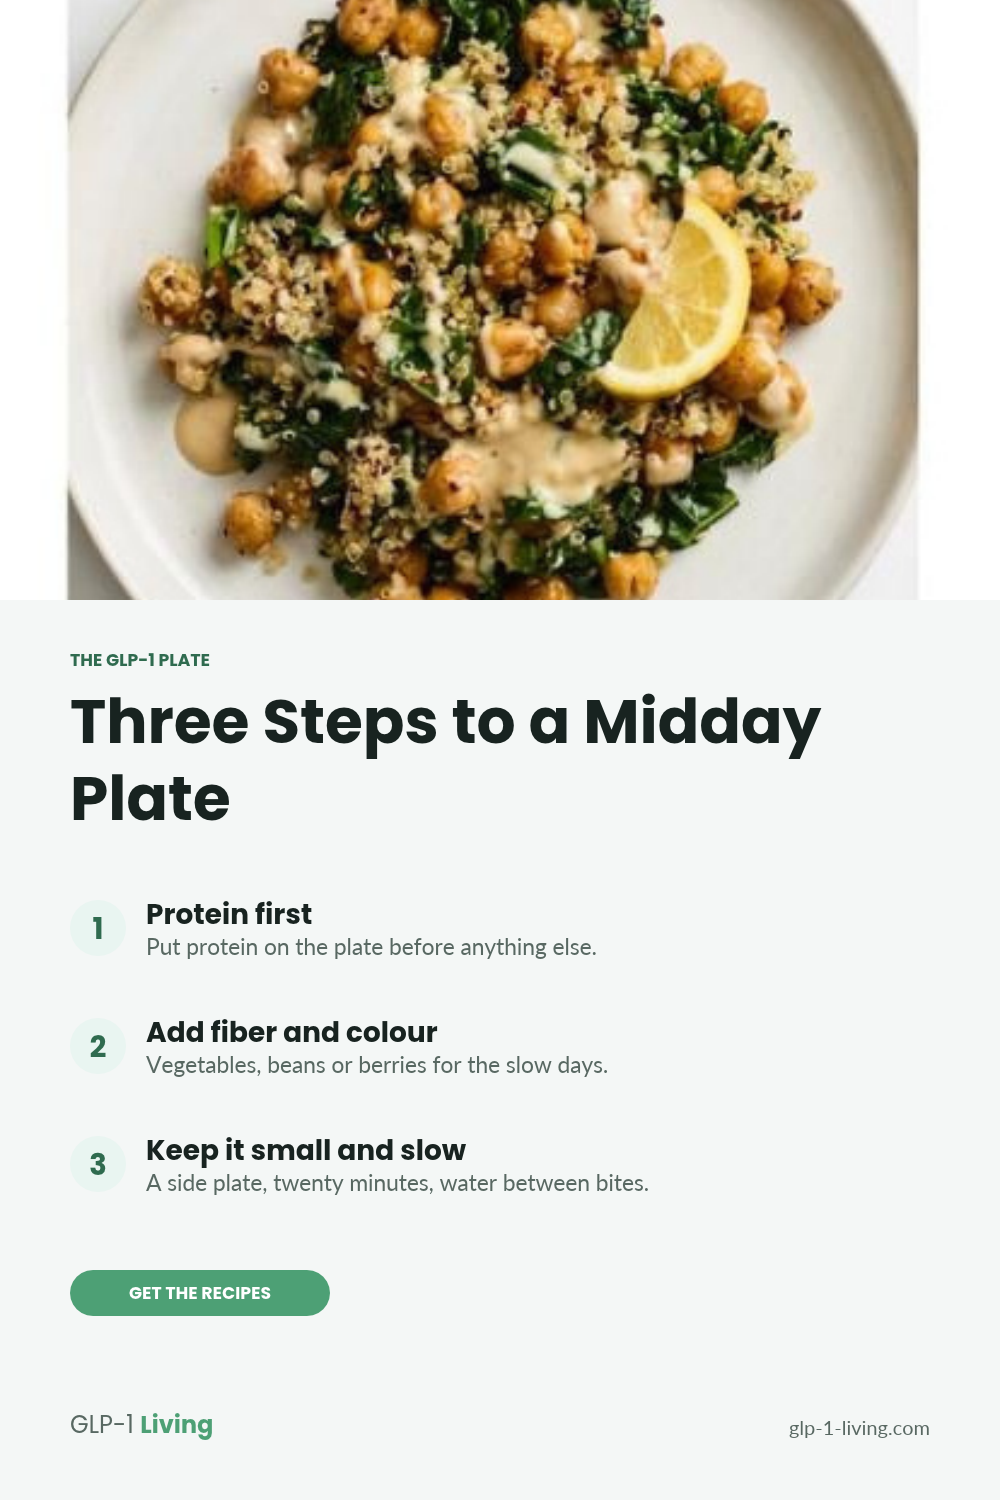 THE GLP-1 PLATE
Three Steps to a Midday
Plate
1
Protein first
Put protein on the plate before anything else.
2
Add fiber and colour
Vegetables, beans or berries for the slow days.
3
Keep it small and slow
A side plate, twenty minutes, water between bites.
GET THE RECIPES
GLP-1 Living
glp-1-living.com